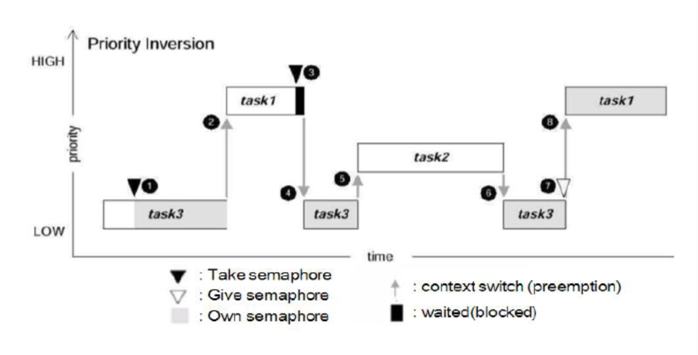 Priority Inversion
HIGH
priority
LOW
task1
task1
task2
task3
task3
task3
1
2
3
4
5
6
7
8
time
: Take semaphore
: Give semaphore
: Own semaphore
: context switch (preemption)
: waited(blocked)